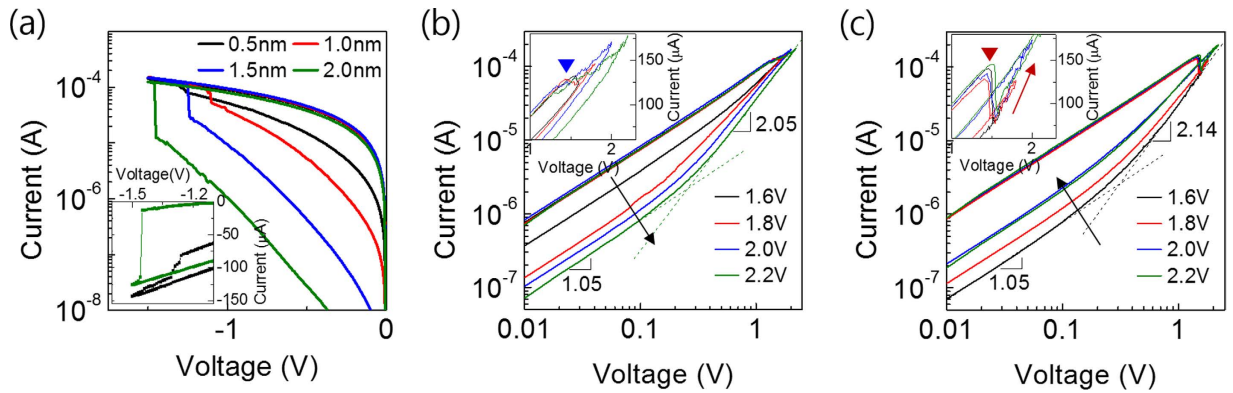 (a)
0.5nm 1.0nm
1.5nm 2.0nm
10-4
10-5
10-6
10-7
10-8
Current (A)
-1 0
Voltage (V)
Voltage(V)
-1.5 -1.2
0
-50
-100
-150
Current (μA)
(b)
10-4
10-5
10-6
10-7
Current (A)
0.01 0.1 1
Voltage (V)
150
100
Current (μA)
Voltage (V)
2
2.05
1.05
1.6V
1.8V
2.0V
2.2V
(c)
10-4
10-5
10-6
10-7
Current (A)
0.01 0.1 1
Voltage (V)
150
100
Current (μA)
Voltage (V)
2
2.14
1.05
1.6V
1.8V
2.0V
2.2V